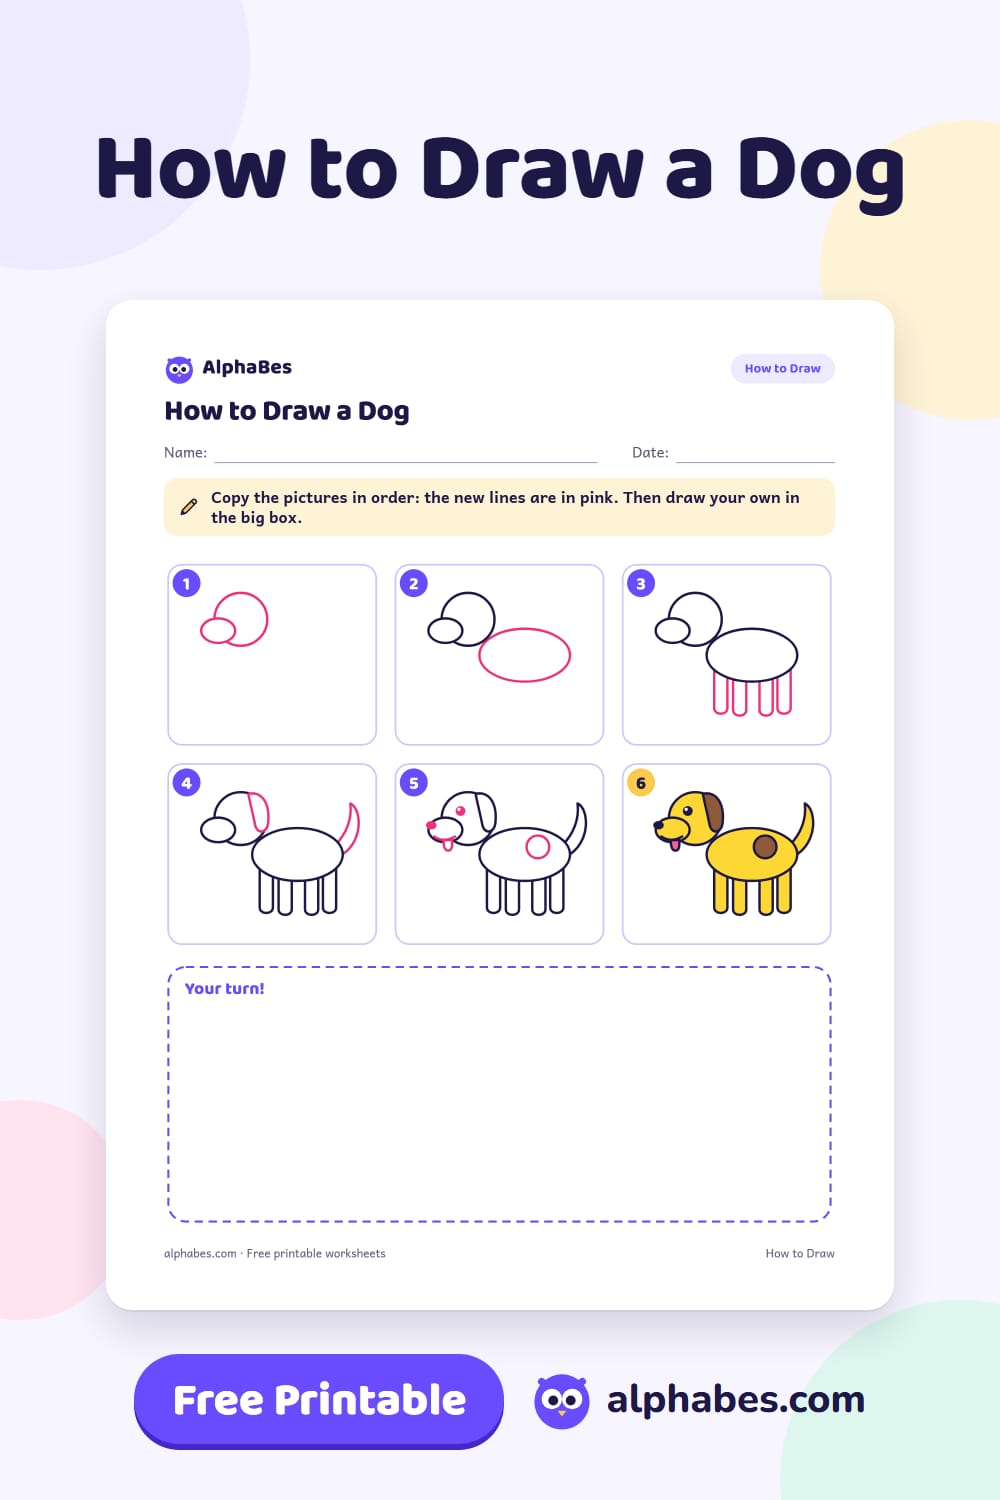 How to Draw a Dog
AlphaBes
How to Draw
How to Draw a Dog
Name:
Date:
Copy the pictures in order: the new lines are in pink. Then draw your own in
the big box.
1
2
3
4
5
6
Your turn!
alphabes.com · Free printable worksheets
How to Draw
Free Printable
alphabes.com